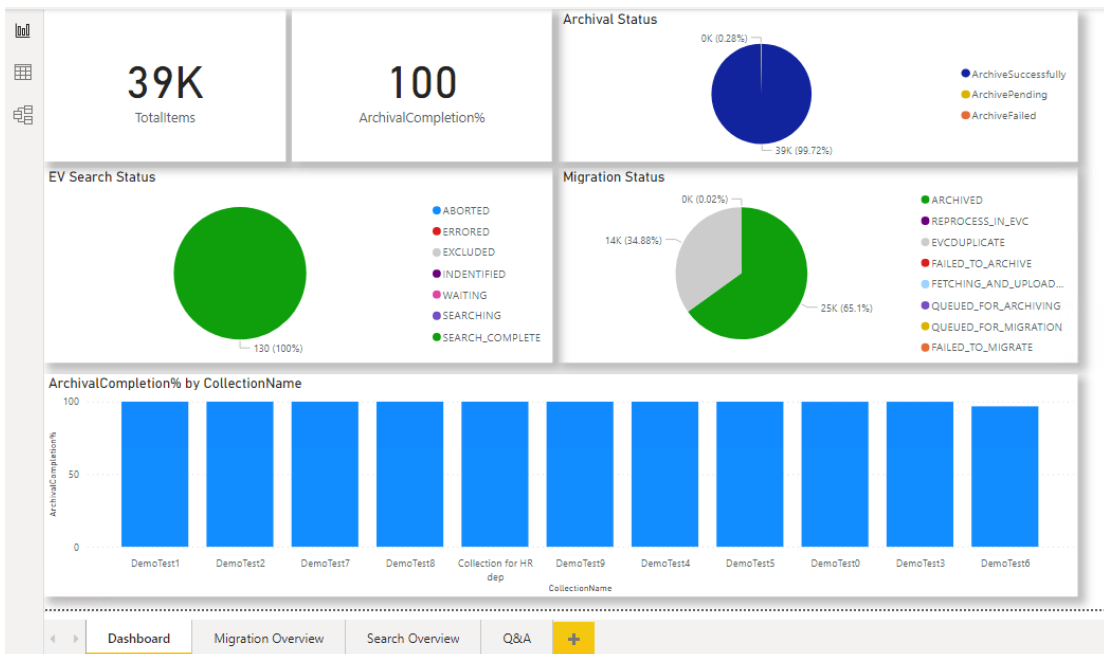 39K
TotalItems
100
ArchivalCompletion%
Archival Status
0K (0.28%)
39K (99.72%)
ArchiveSuccessfully
ArchivePending
ArchiveFailed
EV Search Status
130 (100%)
ABORTED
ERRORED
EXCLUDED
INDENTIFIED
WAITING
SEARCHING
SEARCH_COMPLETE
Migration Status
0K (0.02%)
14K (34.88%)
25K (65.1%)
ARCHIVED
REPROCESS_IN_EVC
EVCDUPLICATE
FAILED_TO_ARCHIVE
FETCHING_AND_UPLOAD...
QUEUED_FOR_ARCHIVING
QUEUED_FOR_MIGRATION
FAILED_TO_MIGRATE
ArchivalCompletion% by CollectionName
ArchivalCompletion%
100
50
0
DemoTest1 DemoTest2 DemoTest7 DemoTest8 Collection for HR DemoTest9 DemoTest4 DemoTest5 DemoTest0 DemoTest3 DemoTest6
dep
CollectionName
Dashboard Migration Overview Search Overview Q&A +